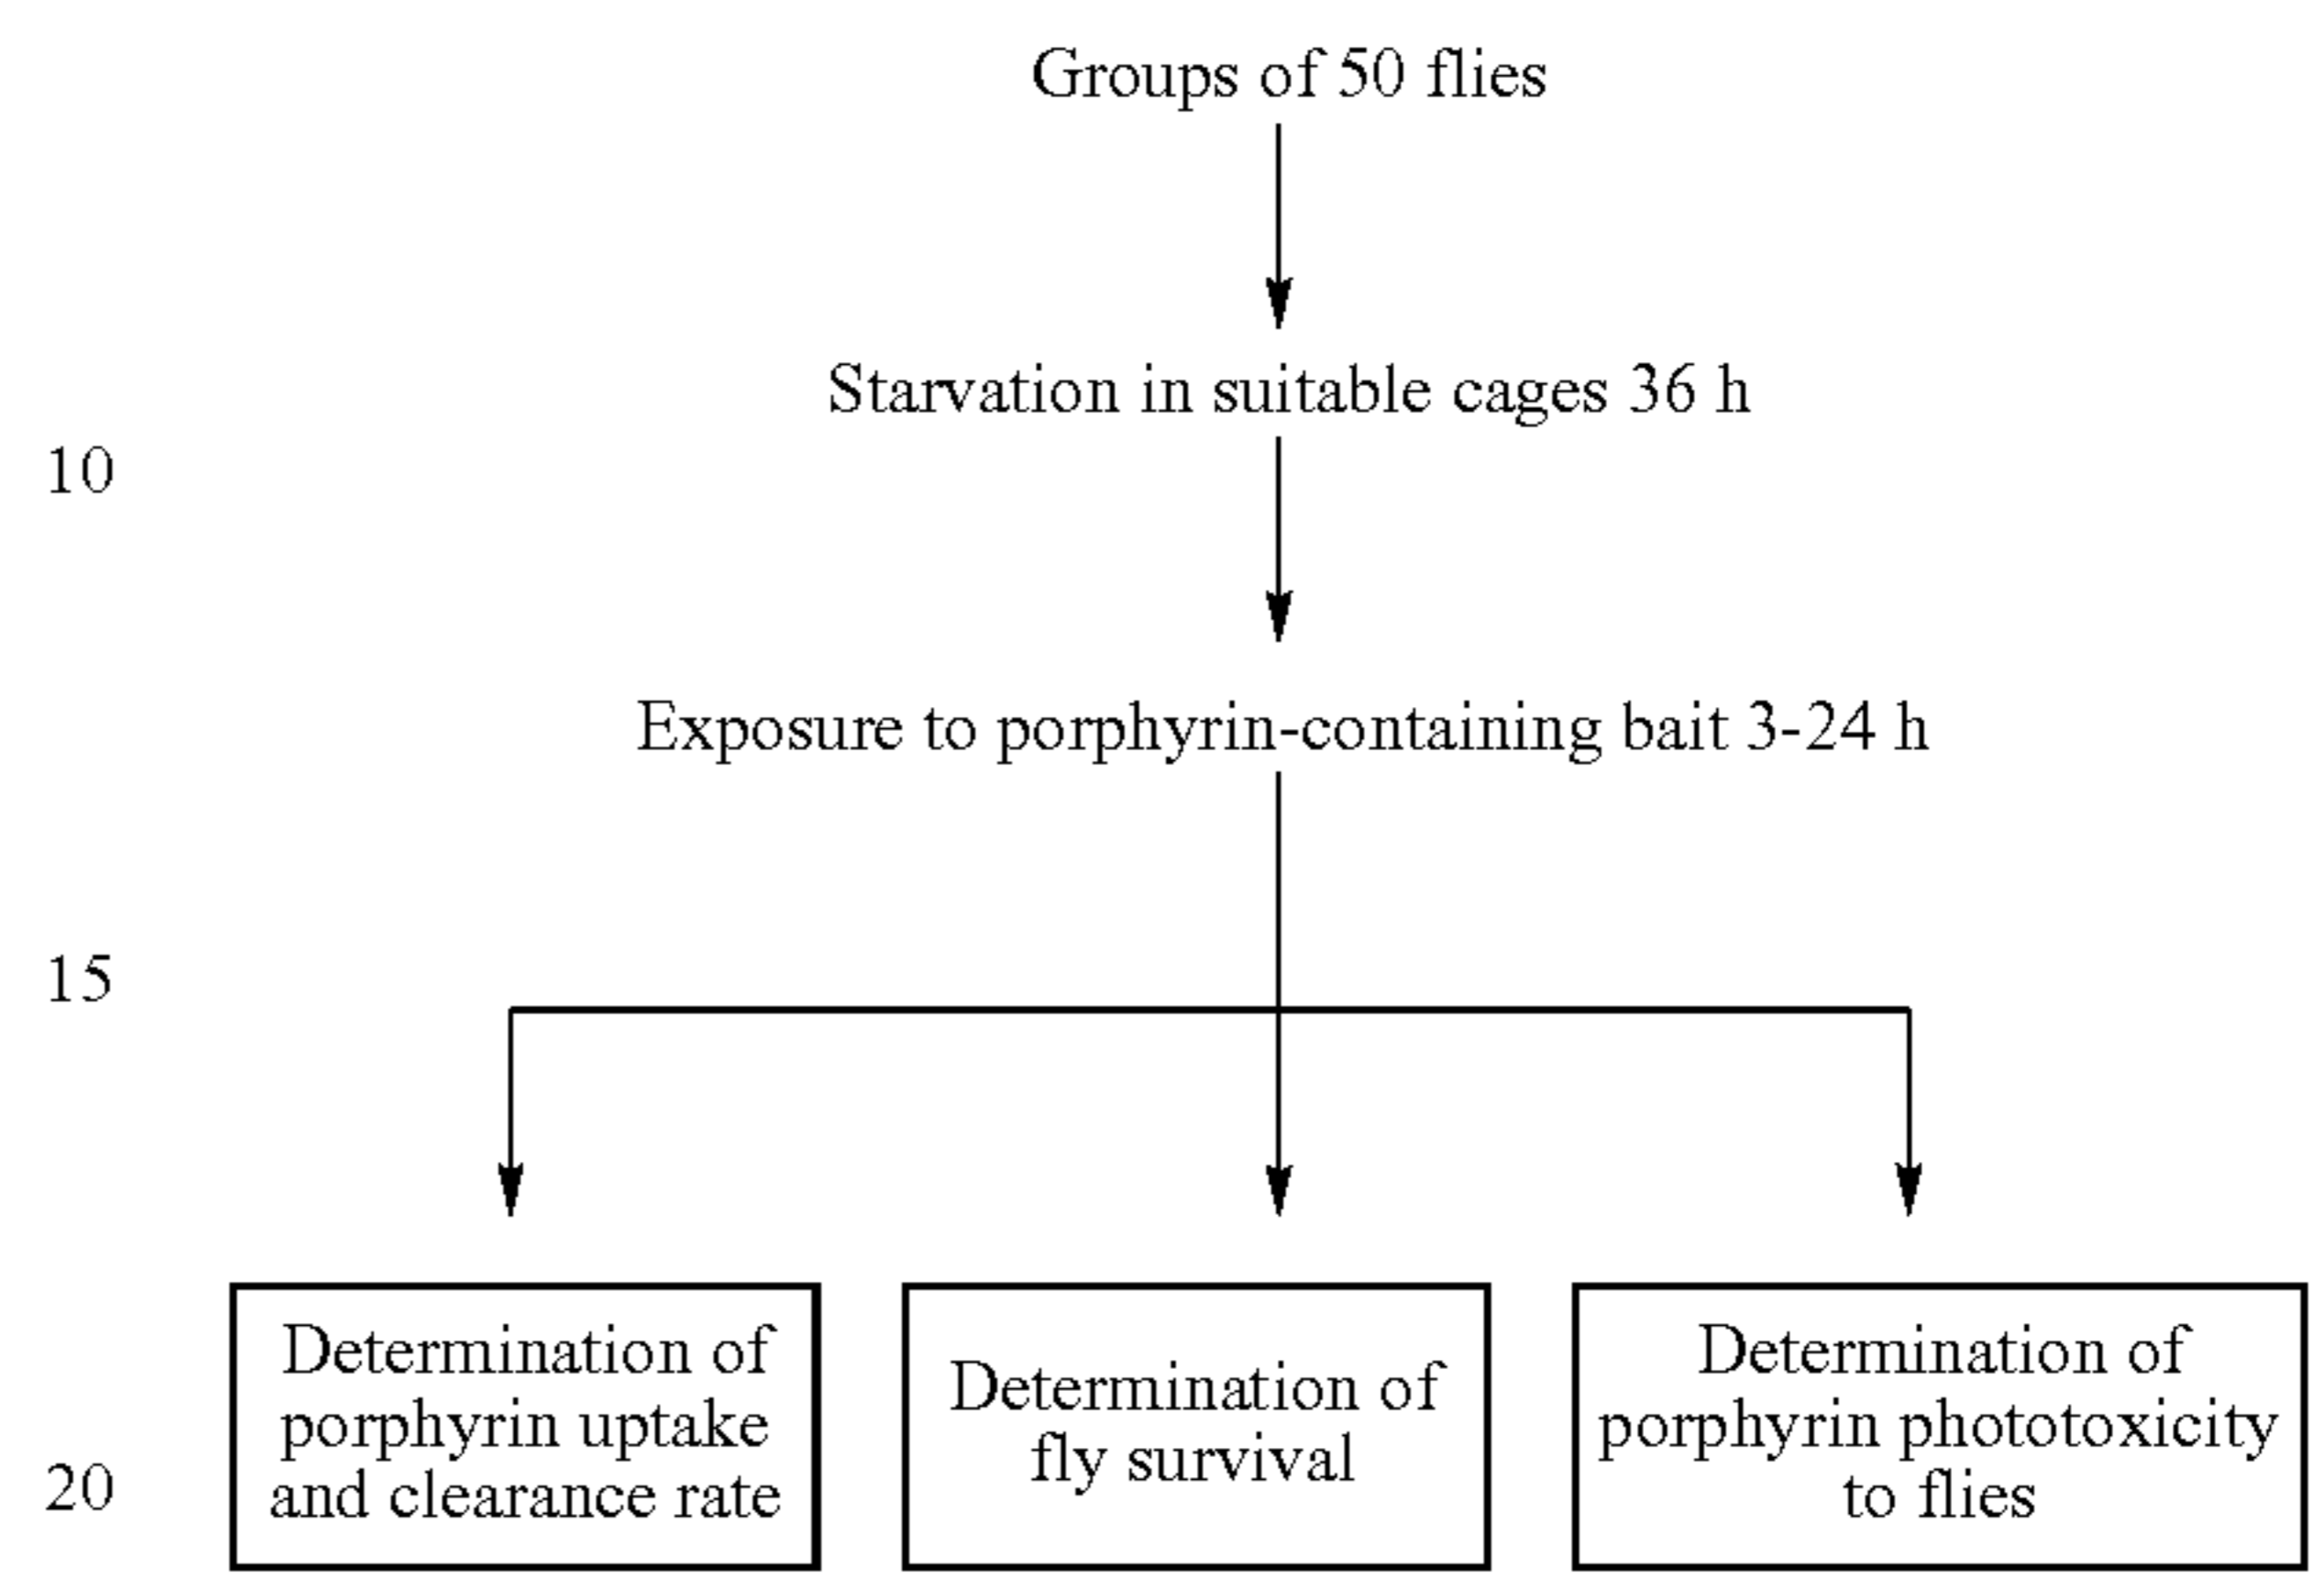 Groups of 50 flies
Starvation in suitable cages 36 h
10
Exposure to porphyrin-containing bait 3-24 h
15
Determination of
porphyrin uptake
and clearance rate
Determination of
fly survival
Determination of
porphyrin phototoxicity
to flies
20